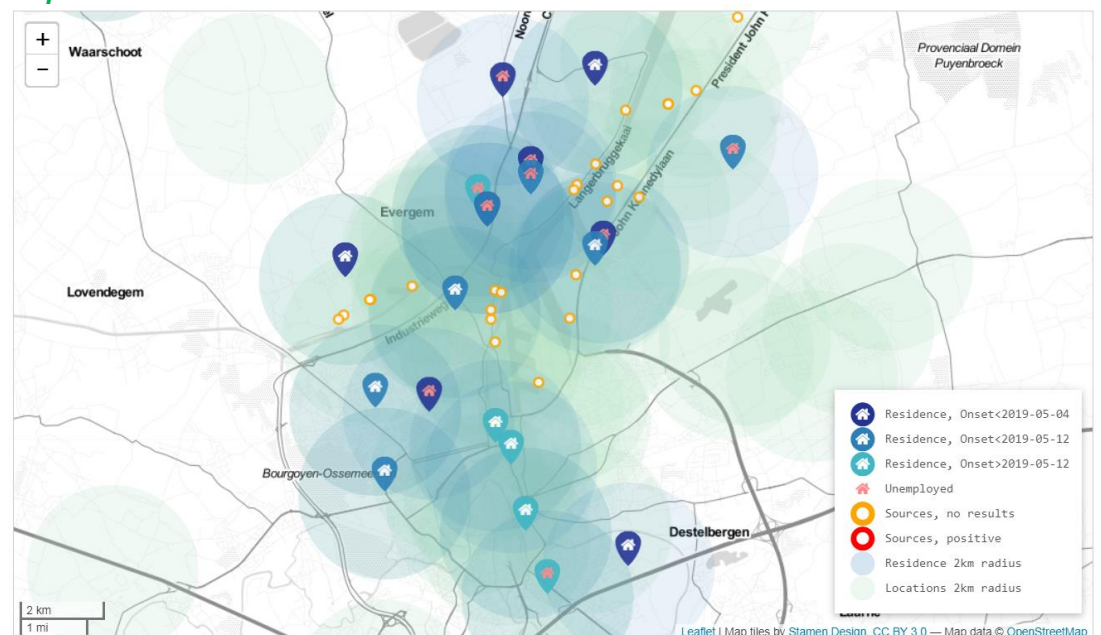 +
−
Waarschoot
Noor
C
President John F
Provenciaal Domein
Puyenbroeck
Langerbruggekaai
John Kennedylaan
Evergem
Lovendegem
Industrieweg
Bourgoyen-Ossemee
Destelbergen
Residence, Onset<2019-05-04
Residence, Onset<2019-05-12
Residence, Onset>2019-05-12
Unemployed
Sources, no results
Sources, positive
Residence 2km radius
Locations 2km radius
Laarne
2 km
1 mi
Leaflet | Map tiles by Stamen Design, CC BY 3.0 — Map data © OpenStreetMap